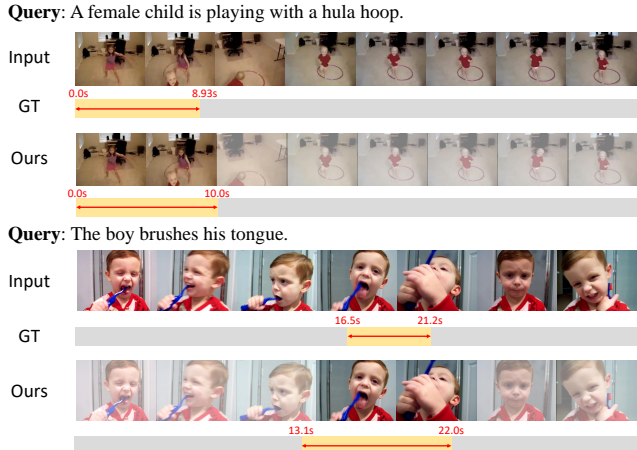 Query: A female child is playing with a hula hoop.
Input
0.0s 8.93s
GT
Ours
0.0s 10.0s
Query: The boy brushes his tongue.
Input
16.5s 21.2s
GT
Ours
13.1s 22.0s